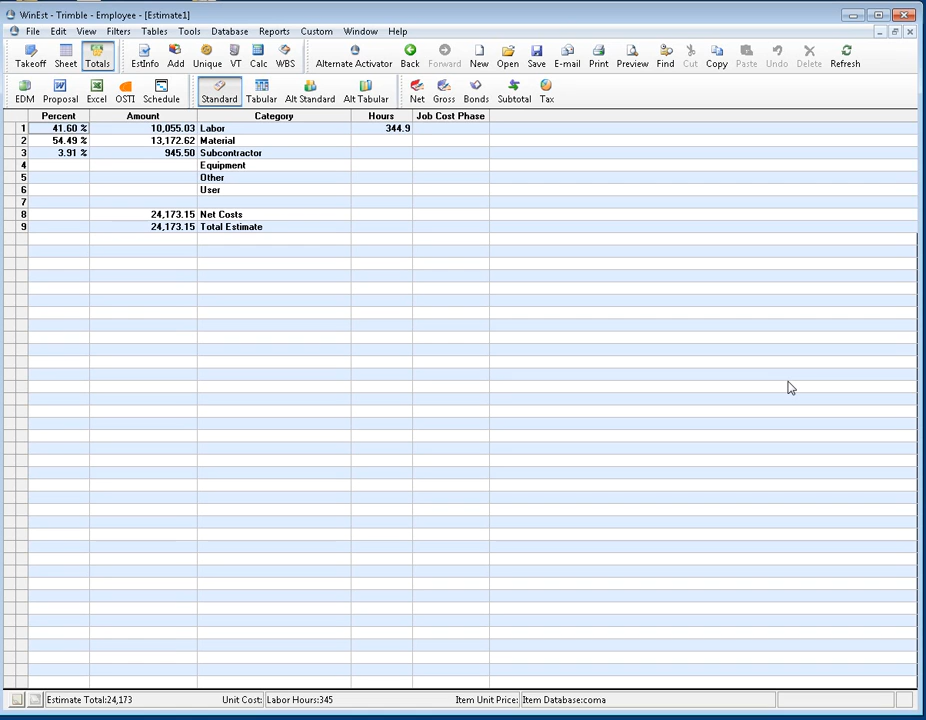 WinEst - Trimble - Employee - [Estimate1]
File Edit View Filters Tables Tools Database Reports Custom Window Help
Takeoff Sheet Totals EstInfo Add Unique VT Calc WBS Alternate Activator Back Forward New Open Save E-mail Print Preview Find Cut Copy Paste Undo Delete Refresh
EDM Proposal Excel OSTI Schedule Standard Tabular Alt Standard Alt Tabular Net Gross Bonds Subtotal Tax
Percent Amount Category Hours Job Cost Phase
1 41.60 % 10,055.03 Labor 344.9
2 54.49 % 13,172.62 Material
3 3.91 % 945.50 Subcontractor
4 Equipment
5 Other
6 User
7
8 24,173.15 Net Costs
9 24,173.15 Total Estimate
Estimate Total:24,173 Unit Cost: Labor Hours:345 Item Unit Price: Item Database:coma